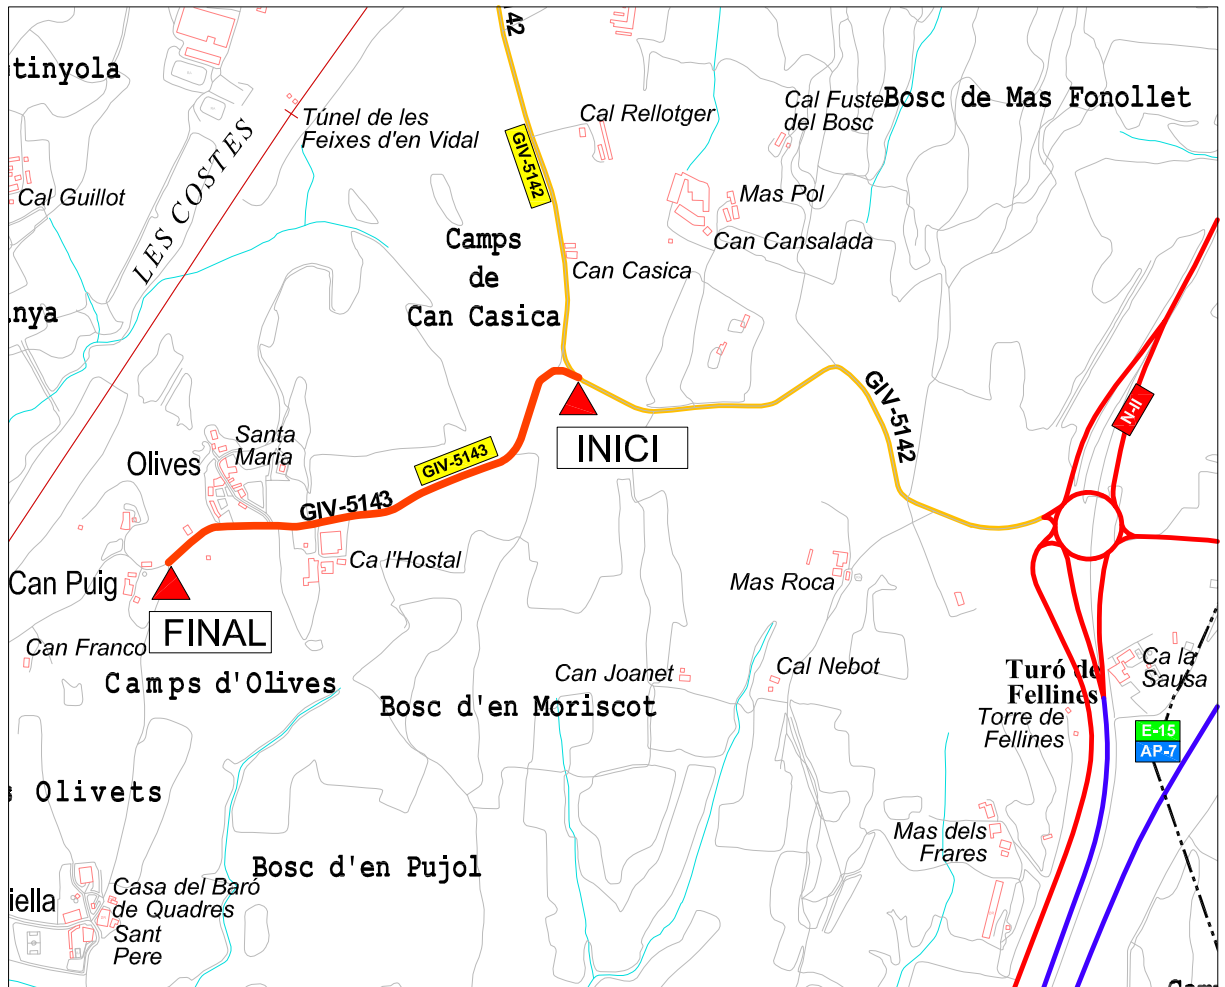 42
tinyola
Túnel de les
Feixes d'en Vidal
Cal Rellotger
Cal Fuste
del Bosc
Bosc de Mas Fonollet
GIV-5142
LES COSTES
Cal Guillot
Mas Pol
Can Cansalada
Camps
de
Can Casica
Can Casica
nya
GIV-5142
N-II
INICI
Olives
Santa
Maria
GIV-5143
GIV-5143
Ca l'Hostal
Can Puig
FINAL
Can Franco
Mas Roca
Camps d'Olives
Bosc d'en Moriscot
Can Joanet
Cal Nebot
Turó de
Fellines
Torre de
Fellines
Ca la
Sausa
E-15
AP-7
s Olivets
Mas dels
Frares
Bosc d'en Pujol
iella
Casa del Baró
de Quadres
Sant
Pere